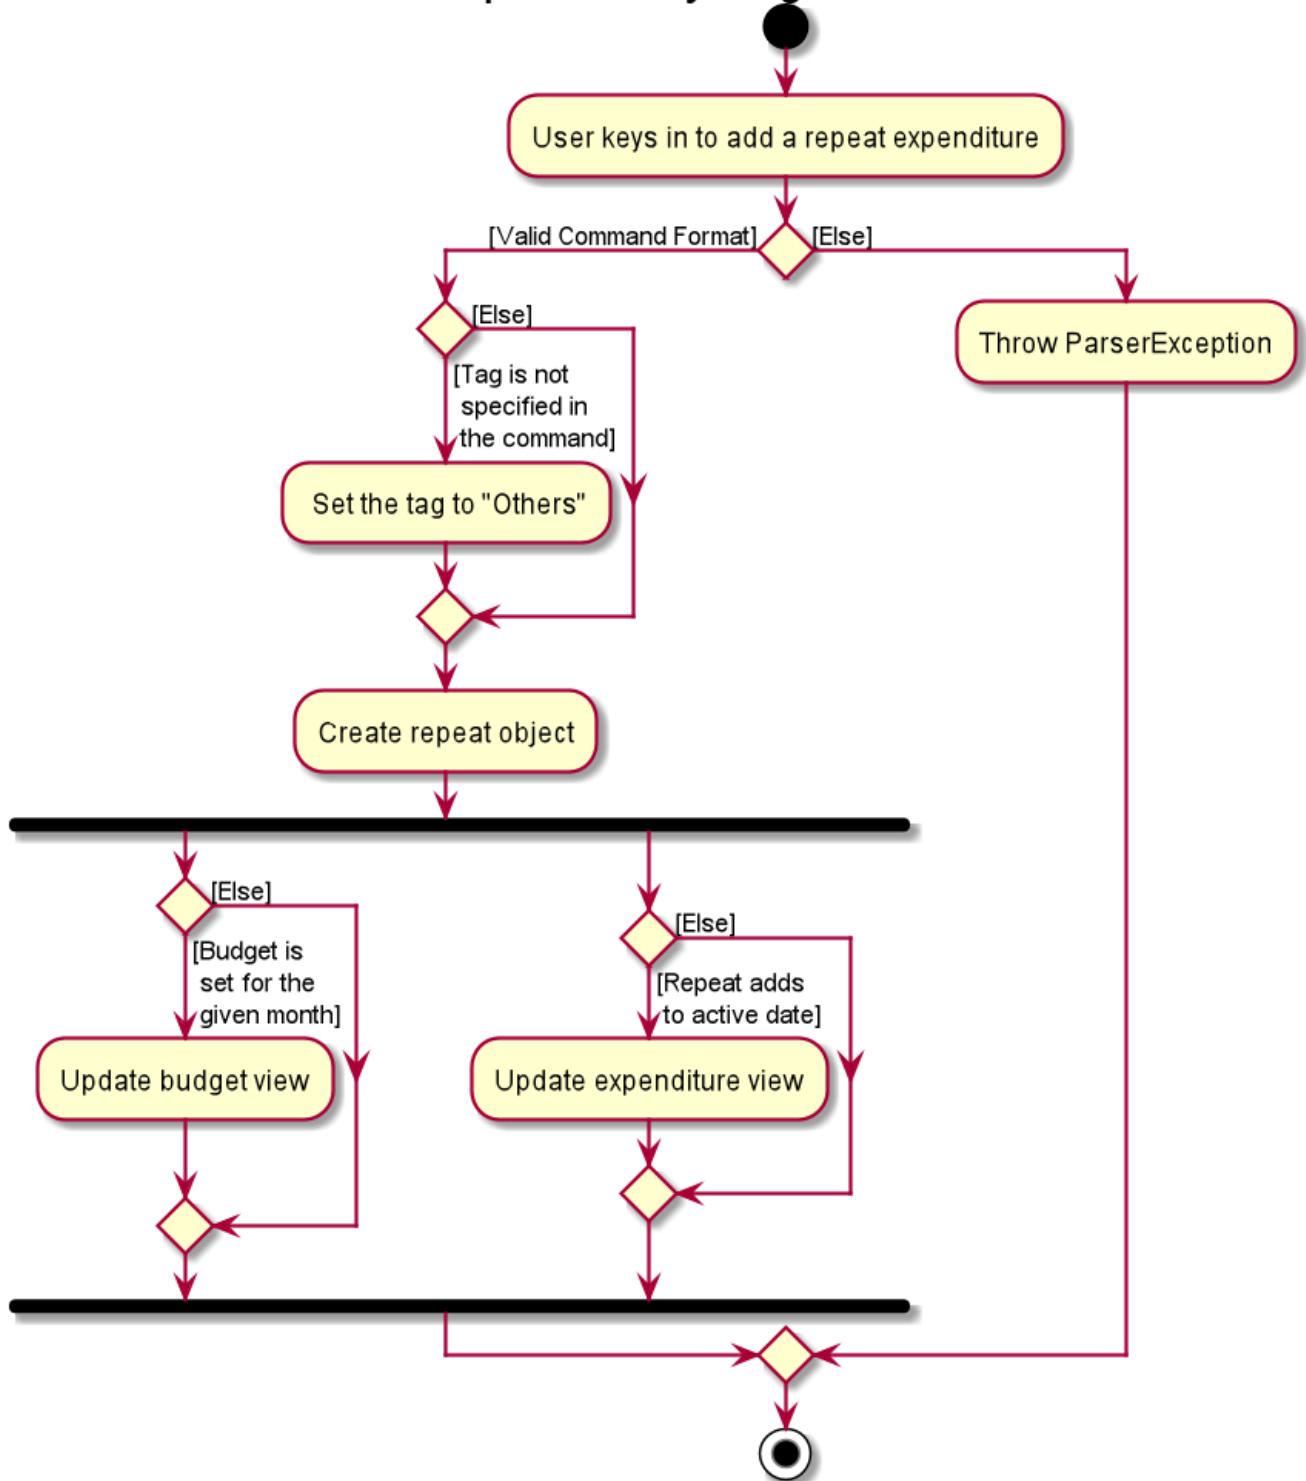 User keys in to add a repeat expenditure
[Valid Command Format]
[Else]
[Else]
Throw ParserException
[Tag is not
specified in
the command]
Set the tag to "Others"
Create repeat object
[Else]
[Else]
[Budget is
set for the
given month]
[Repeat adds
to active date]
Update budget view
Update expenditure view